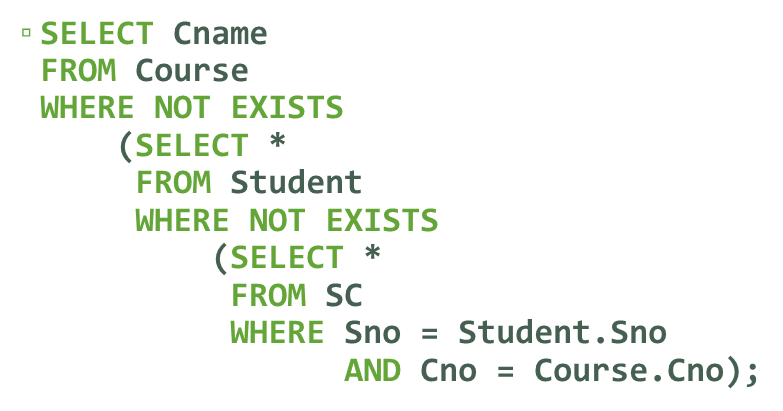 ▫ SELECT Cname
FROM Course
WHERE NOT EXISTS
(SELECT *
FROM Student
WHERE NOT EXISTS
(SELECT *
FROM SC
WHERE Sno = Student.Sno
AND Cno = Course.Cno);